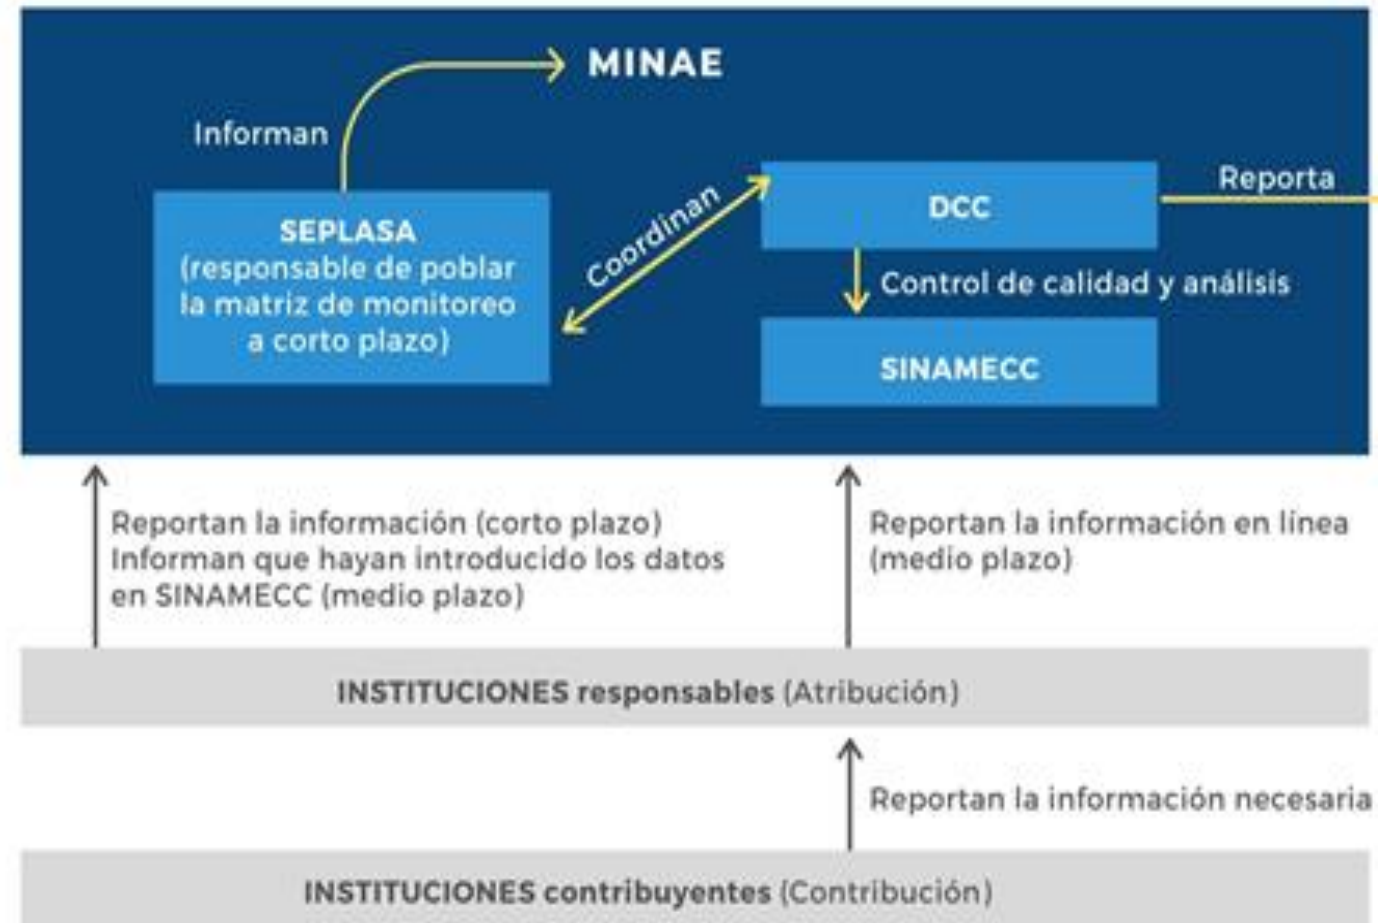 MINAE
Informan
SEPLASA
(responsable de poblar
la matriz de monitoreo
a corto plazo)
Coordinan
DCC
Reporta
Control de calidad y análisis
SINAMECC
Reportan la información (corto plazo)
Informan que hayan introducido los datos
en SINAMECC (medio plazo)
Reportan la información en línea
(medio plazo)
INSTITUCIONES responsables (Atribución)
Reportan la información necesaria
INSTITUCIONES contribuyentes (Contribución)